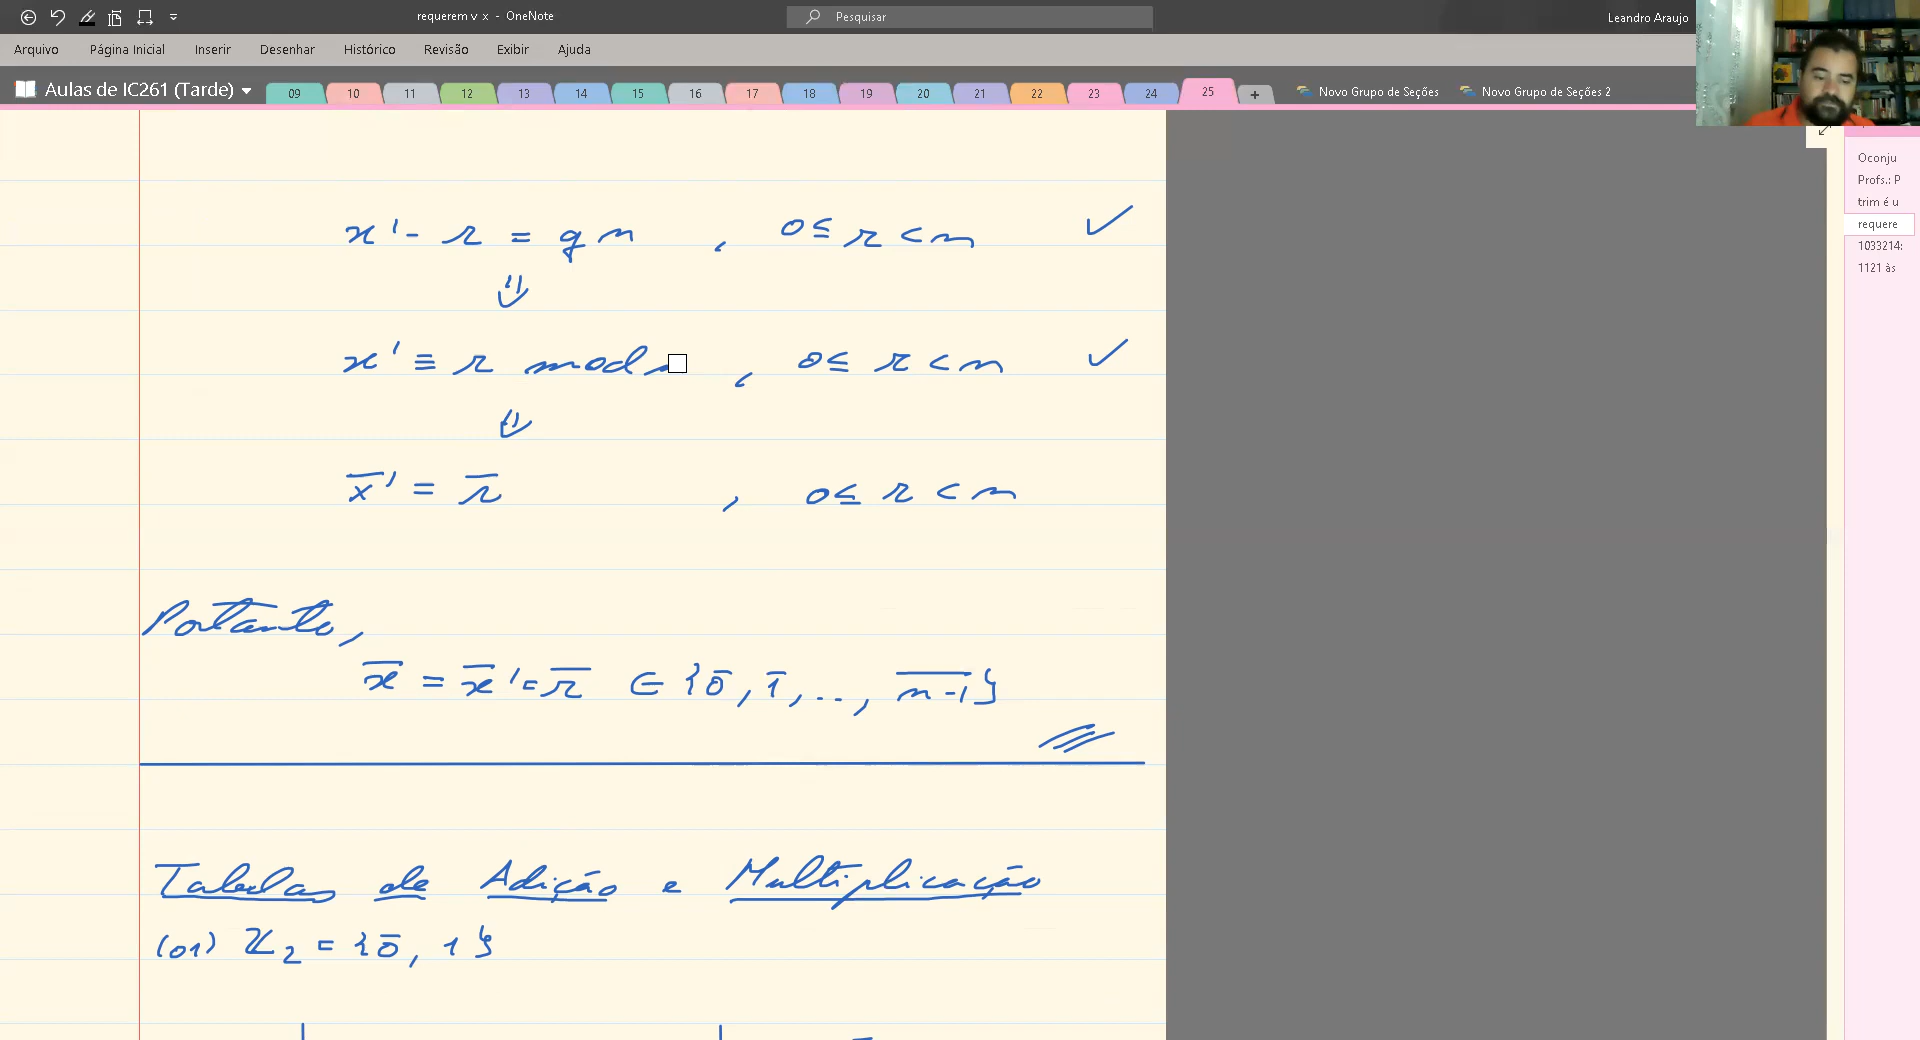 requerem v x - OneNote
Pesquisar
Leandro Araujo
Arquivo Página Inicial Inserir Desenhar Histórico Revisão Exibir Ajuda
Aulas de IC261 (Tarde) 09 10 11 12 13 14 15 16 17 18 19 20 21 22 23 24 25 + Novo Grupo de Seções Novo Grupo de Seções 2
Oconju
Profs.: P
trim é u
requere
1033214:
1121 às
x' - r = q n , 0 ≤ r < n ✓
⇓
x' ≡ r mod n , 0 ≤ r < n ✓
⇓
x̄' = r̄ , 0 ≤ r < n
Portanto,
x̄ = x̄' = r̄ ∈ {0̄, 1̄, ..., \overline{n-1}}
Tabelas de Adição e Multiplicação
(01) ℤ₂ = {0̄, 1}